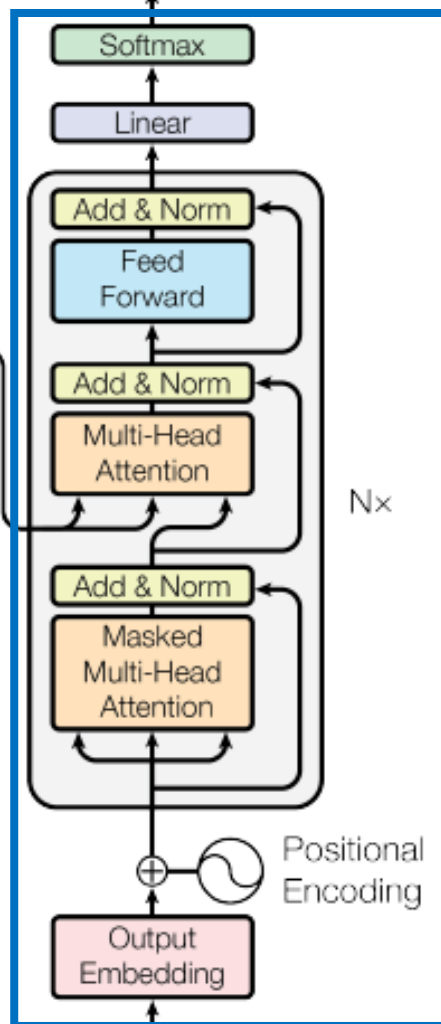 Softmax
Linear
Add & Norm
Feed
Forward
Add & Norm
Multi-Head
Attention
N×
Add & Norm
Masked
Multi-Head
Attention
Positional
Encoding
Output
Embedding